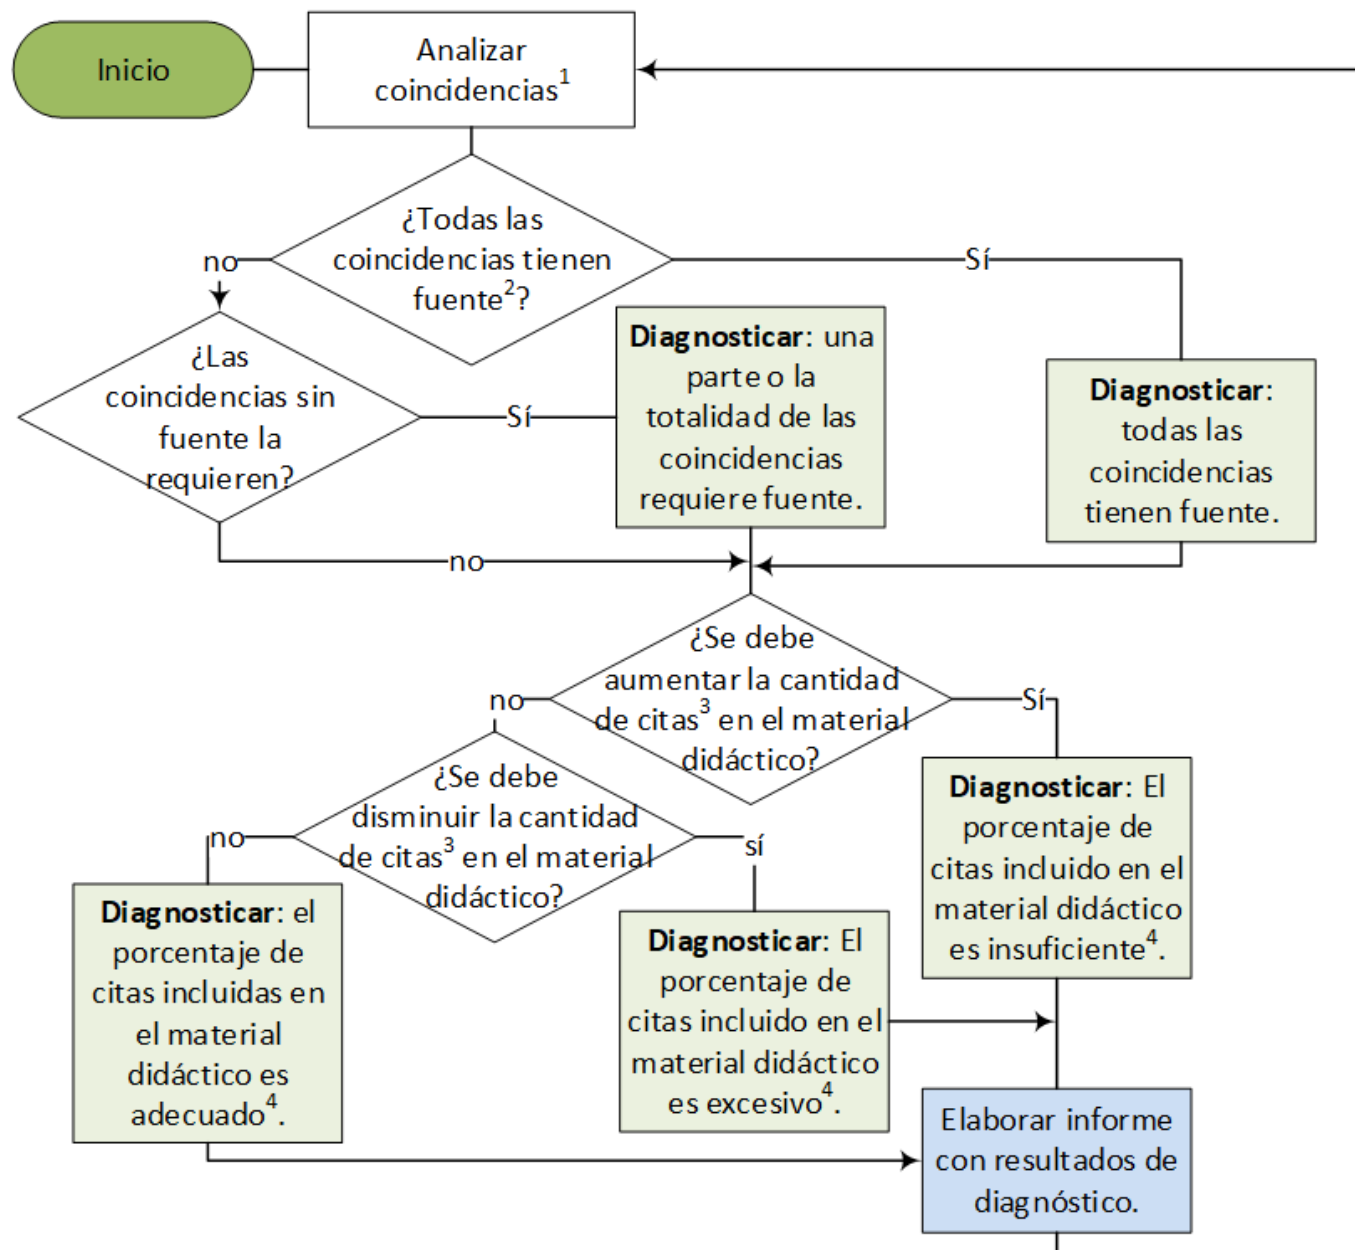 Inicio
Analizar
coincidencias¹
¿Todas las
coincidencias tienen
fuente²?
no
Sí
¿Las
coincidencias sin
fuente la
requieren?
Sí
Diagnosticar: una
parte o la
totalidad de las
coincidencias
requiere fuente.
Diagnosticar:
todas las
coincidencias
tienen fuente.
no
¿Se debe
aumentar la cantidad
de citas³ en el material
didáctico?
no
Sí
¿Se debe
disminuir la cantidad
de citas³ en el material
didáctico?
no
sí
Diagnosticar: El
porcentaje de
citas incluido en el
material didáctico
es insuficiente⁴.
Diagnosticar: el
porcentaje de
citas incluidas en
el material
didáctico es
adecuado⁴.
Diagnosticar: El
porcentaje de
citas incluido en el
material didáctico
es excesivo⁴.
Elaborar informe
con resultados de
diagnóstico.